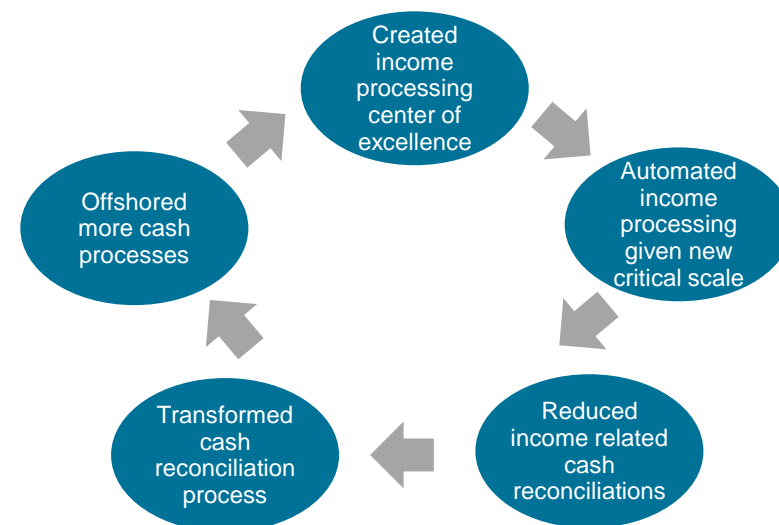 Created
income
processing
center of
excellence
Automated
income
processing
given new
critical scale
Reduced
income related
cash
reconciliations
Transformed
cash
reconciliation
process
Offshored
more cash
processes